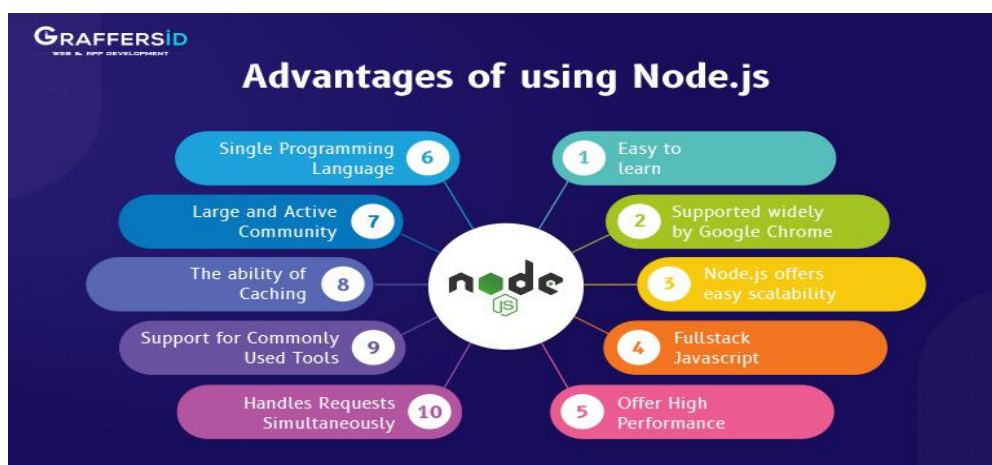 GRAFFERSiD
WEB & APP DEVELOPMENT
Advantages of using Node.js
1
Easy to
learn
2
Supported widely
by Google Chrome
3
Node.js offers
easy scalability
4
Fullstack
Javascript
5
Offer High
Performance
6
Single Programming
Language
7
Large and Active
Community
8
The ability of
Caching
9
Support for Commonly
Used Tools
10
Handles Requests
Simultaneously
node
JS